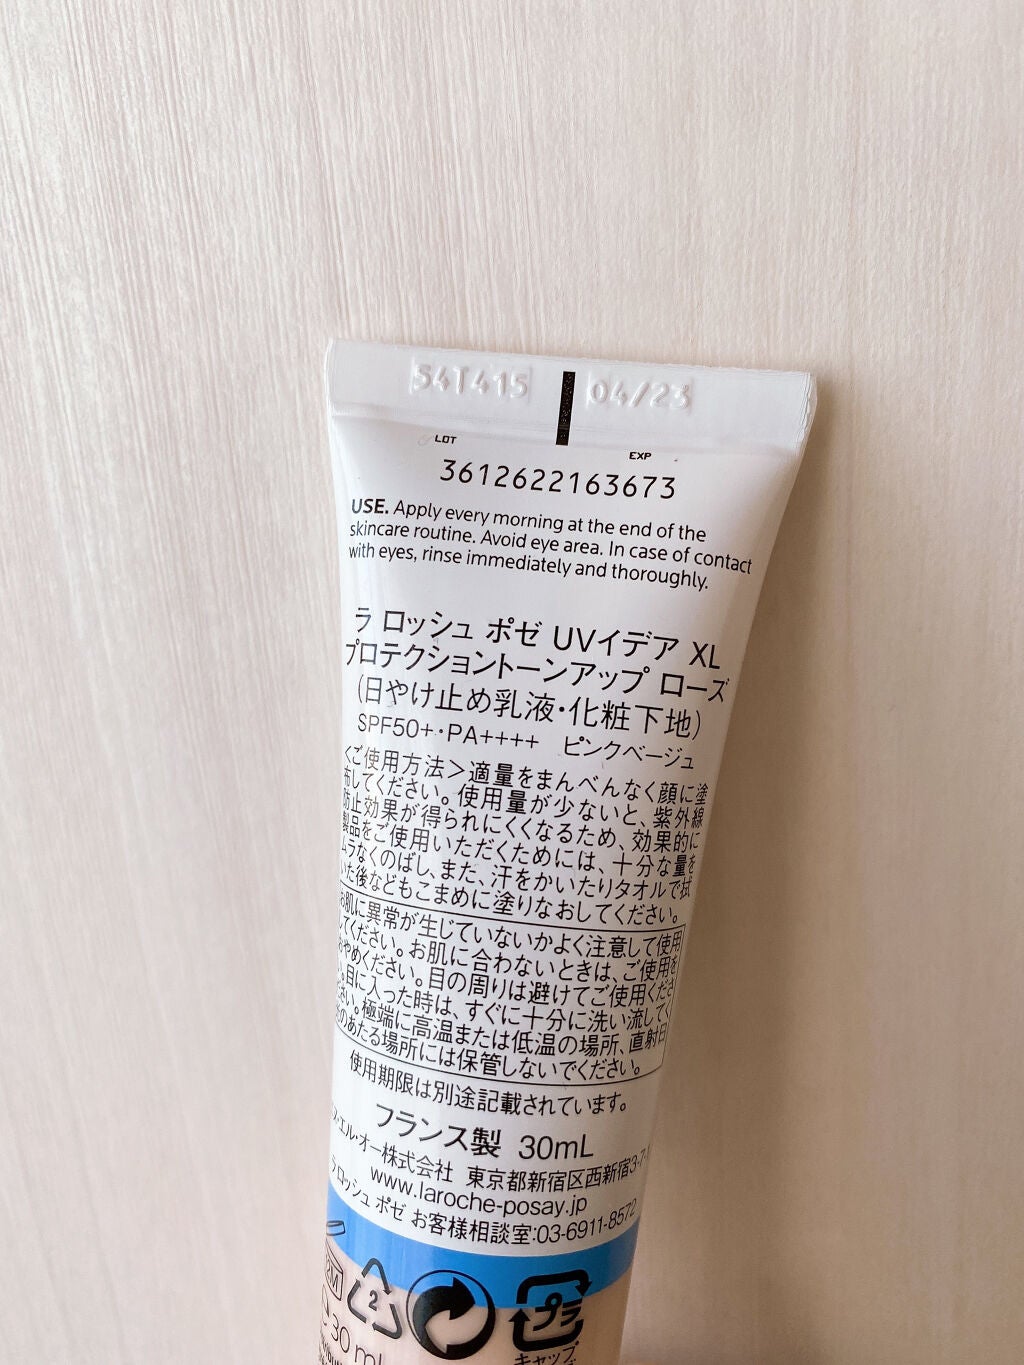 54T415 04/23
LOT EXP
3612622163673
USE. Apply every morning at the end of the
skincare routine. Avoid eye area. In case of contact
with eyes, rinse immediately and thoroughly.
ラ ロッシュ ポゼ UVイデア XL
プロテクショントーンアップ ローズ
(日やけ止め乳液・化粧下地)
SPF50+・PA++++ ピンクベージュ
くご使用方法＞適量をまんべんなく顔に塗
布してください。使用量が少ないと、紫外線
防止効果が得られにくくなるため、効果的に
製品をご使用いただくためには、十分な量を
ムラなくのばし、また、汗をかいたりタオルで拭
いた後などもこまめに塗りなおしてください。
お肌に異常が生じていないかよく注意して使用
してください。お肌に合わないときは、ご使用を
おやめください。目の周りは避けてご使用くださ
い。目に入った時は、すぐに十分に洗い流してく
ださい。極端に高温または低温の場所、直射日
光のあたる場所には保管しないでください。
使用期限は別途記載されています。
フランス製 30mL
エル・オー株式会社 東京都新宿区西新宿3-7-
www.laroche-posay.jp
ラ ロッシュ ポゼ お客様相談室:03-6911-8572
2M
2
プラ
30 ml
キャップ